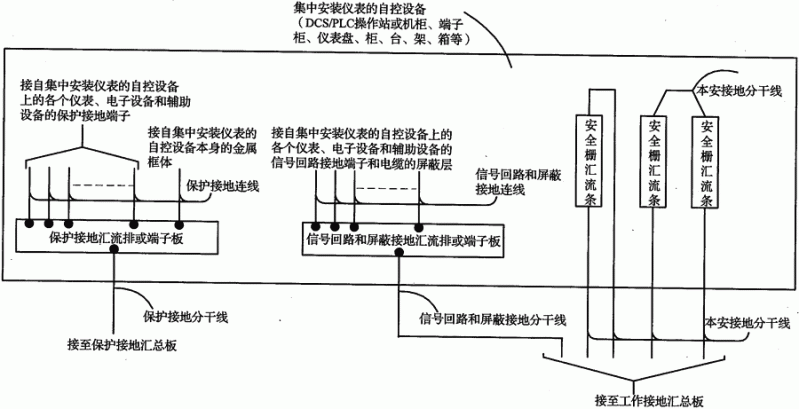 集中安装仪表的自控设备
（DCS/PLC操作站或机柜、端子
柜、仪表盘、柜、台、架、箱等）
接自集中安装仪表的自控设备
上的各个仪表、电子设备和辅助
设备的保护接地端子
接自集中安装仪表的
自控设备本身的金属
框体
接自集中安装仪表的自控设备上的
各个仪表、电子设备和辅助设备的
信号回路接地端子和电缆的屏蔽层
本安接地分干线
安全栅汇流条
安全栅汇流条
安全栅汇流条
保护接地连线
信号回路和屏蔽
接地连线
保护接地汇流排或端子板
信号回路和屏蔽接地汇流排或端子板
保护接地分干线
信号回路和屏蔽接地分干线
本安接地分干线
接至保护接地汇总板
接至工作接地汇总板